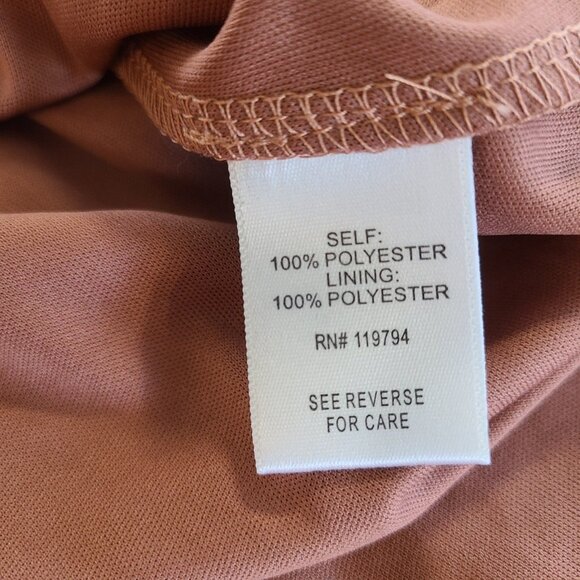 SELF:
100% POLYESTER
LINING:
100% POLYESTER
RN# 119794
SEE REVERSE
FOR CARE